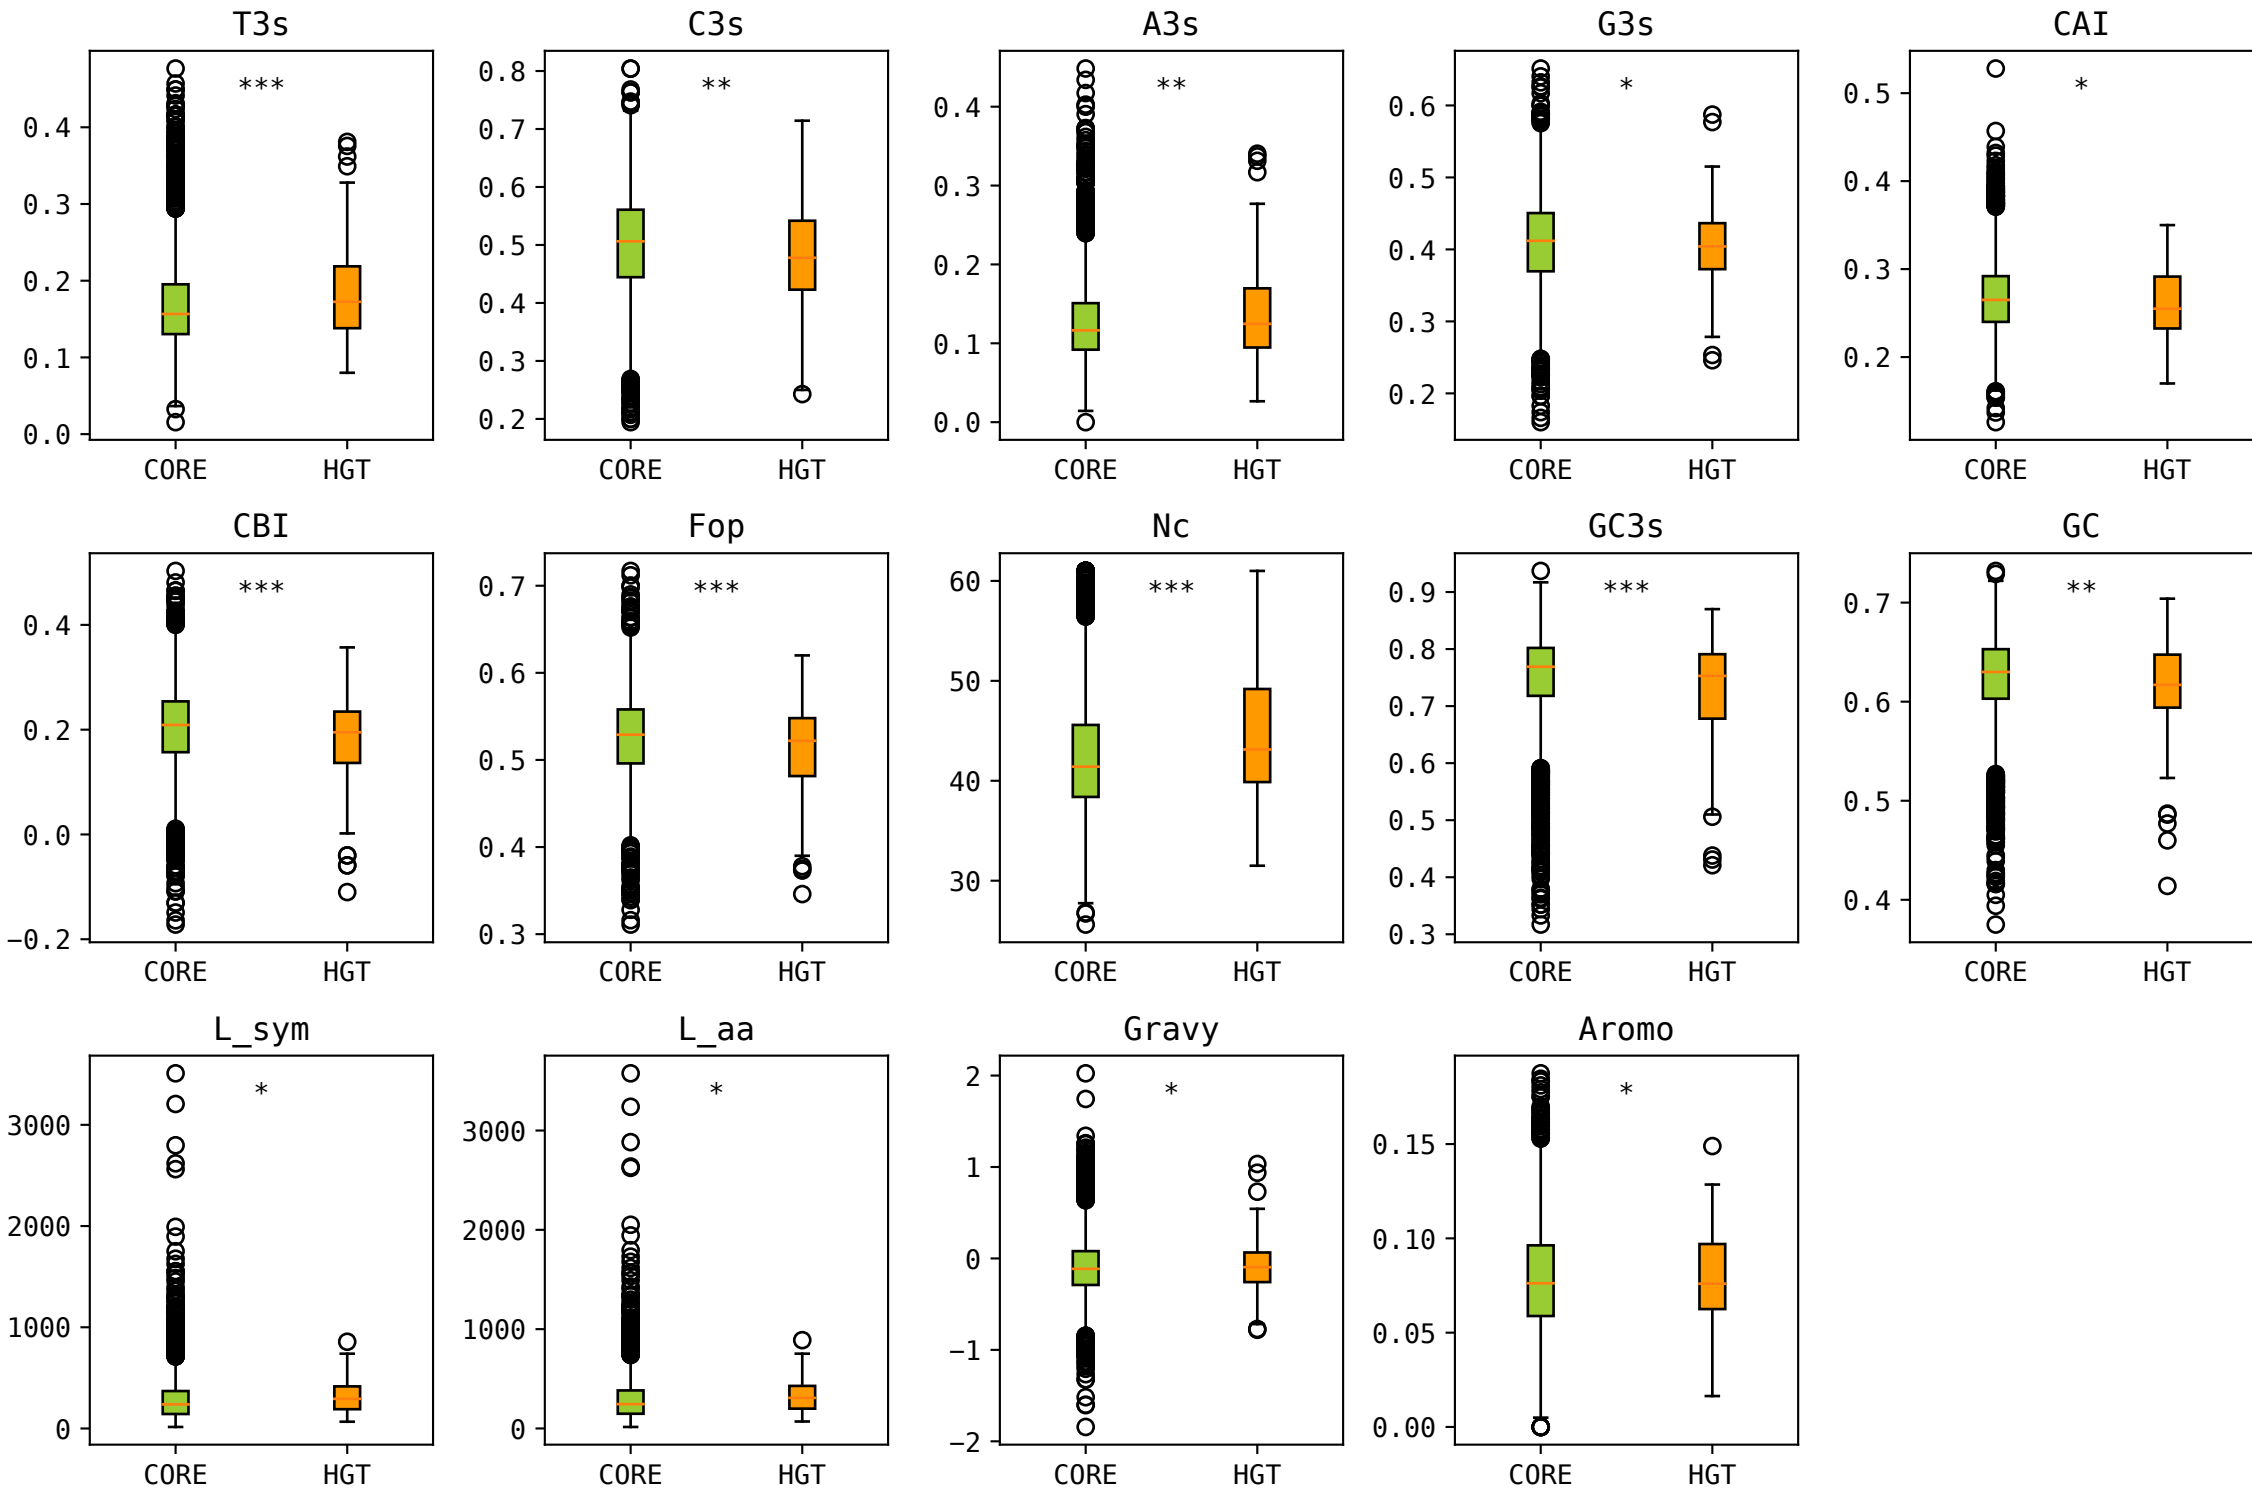 T3s C3s A3s G3s CAI
*** ** ** * *
0.4 0.3 0.2 0.1 0.0
0.8 0.7 0.6 0.5 0.4 0.3 0.2
0.4 0.3 0.2 0.1 0.0
0.6 0.5 0.4 0.3 0.2
0.5 0.4 0.3 0.2
CORE HGT CORE HGT CORE HGT CORE HGT CORE HGT
CBI Fop Nc GC3s GC
*** *** *** *** **
0.4 0.2 0.0 −0.2
0.7 0.6 0.5 0.4 0.3
60 50 40 30
0.9 0.8 0.7 0.6 0.5 0.4 0.3
0.7 0.6 0.5 0.4
CORE HGT CORE HGT CORE HGT CORE HGT CORE HGT
L_sym L_aa Gravy Aromo
* * * *
3000 2000 1000 0
3000 2000 1000 0
2 1 0 −1 −2
0.15 0.10 0.05 0.00
CORE HGT CORE HGT CORE HGT CORE HGT